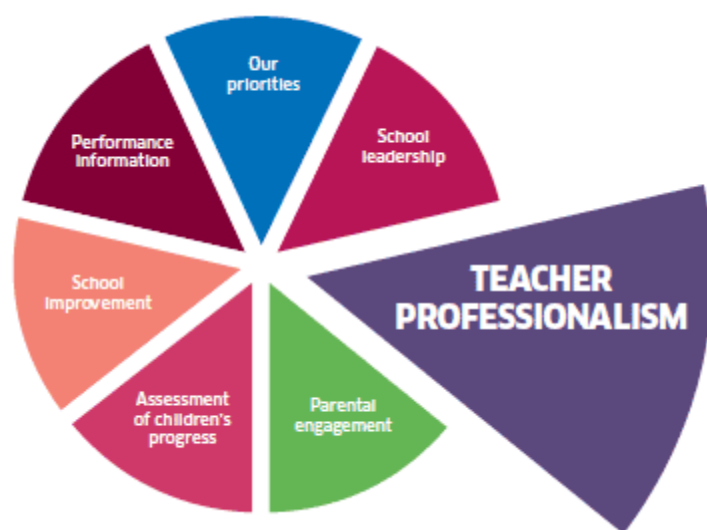 Our
priorities
School
leadership
TEACHER
PROFESSIONALISM
Parental
engagement
Assessment
of children's
progress
School
improvement
Performance
information